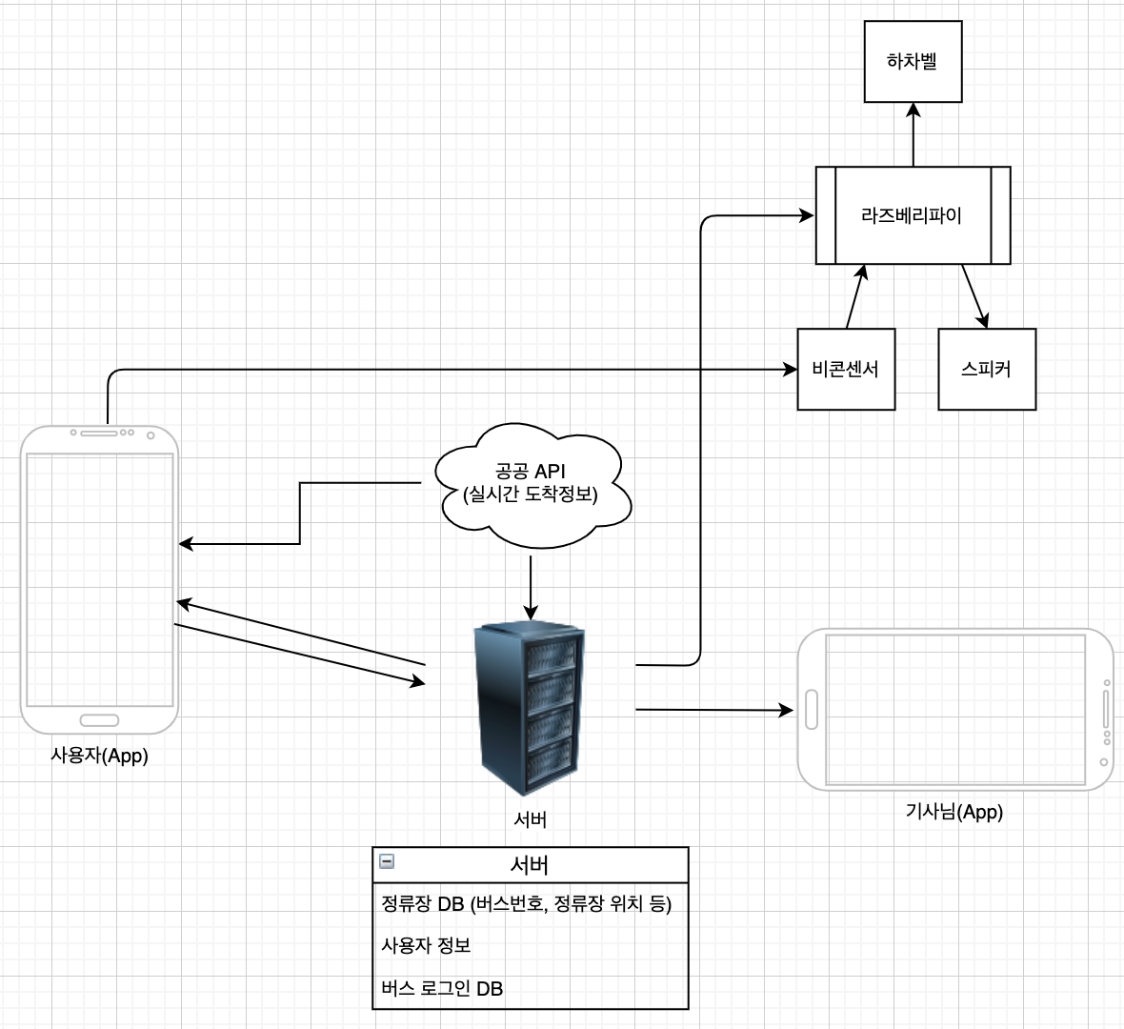 하차벨
라즈베리파이
비콘센서
스피커
공공 API
(실시간 도착정보)
사용자(App)
서버
기사님(App)
서버
정류장 DB (버스번호, 정류장 위치 등)
사용자 정보
버스 로그인 DB